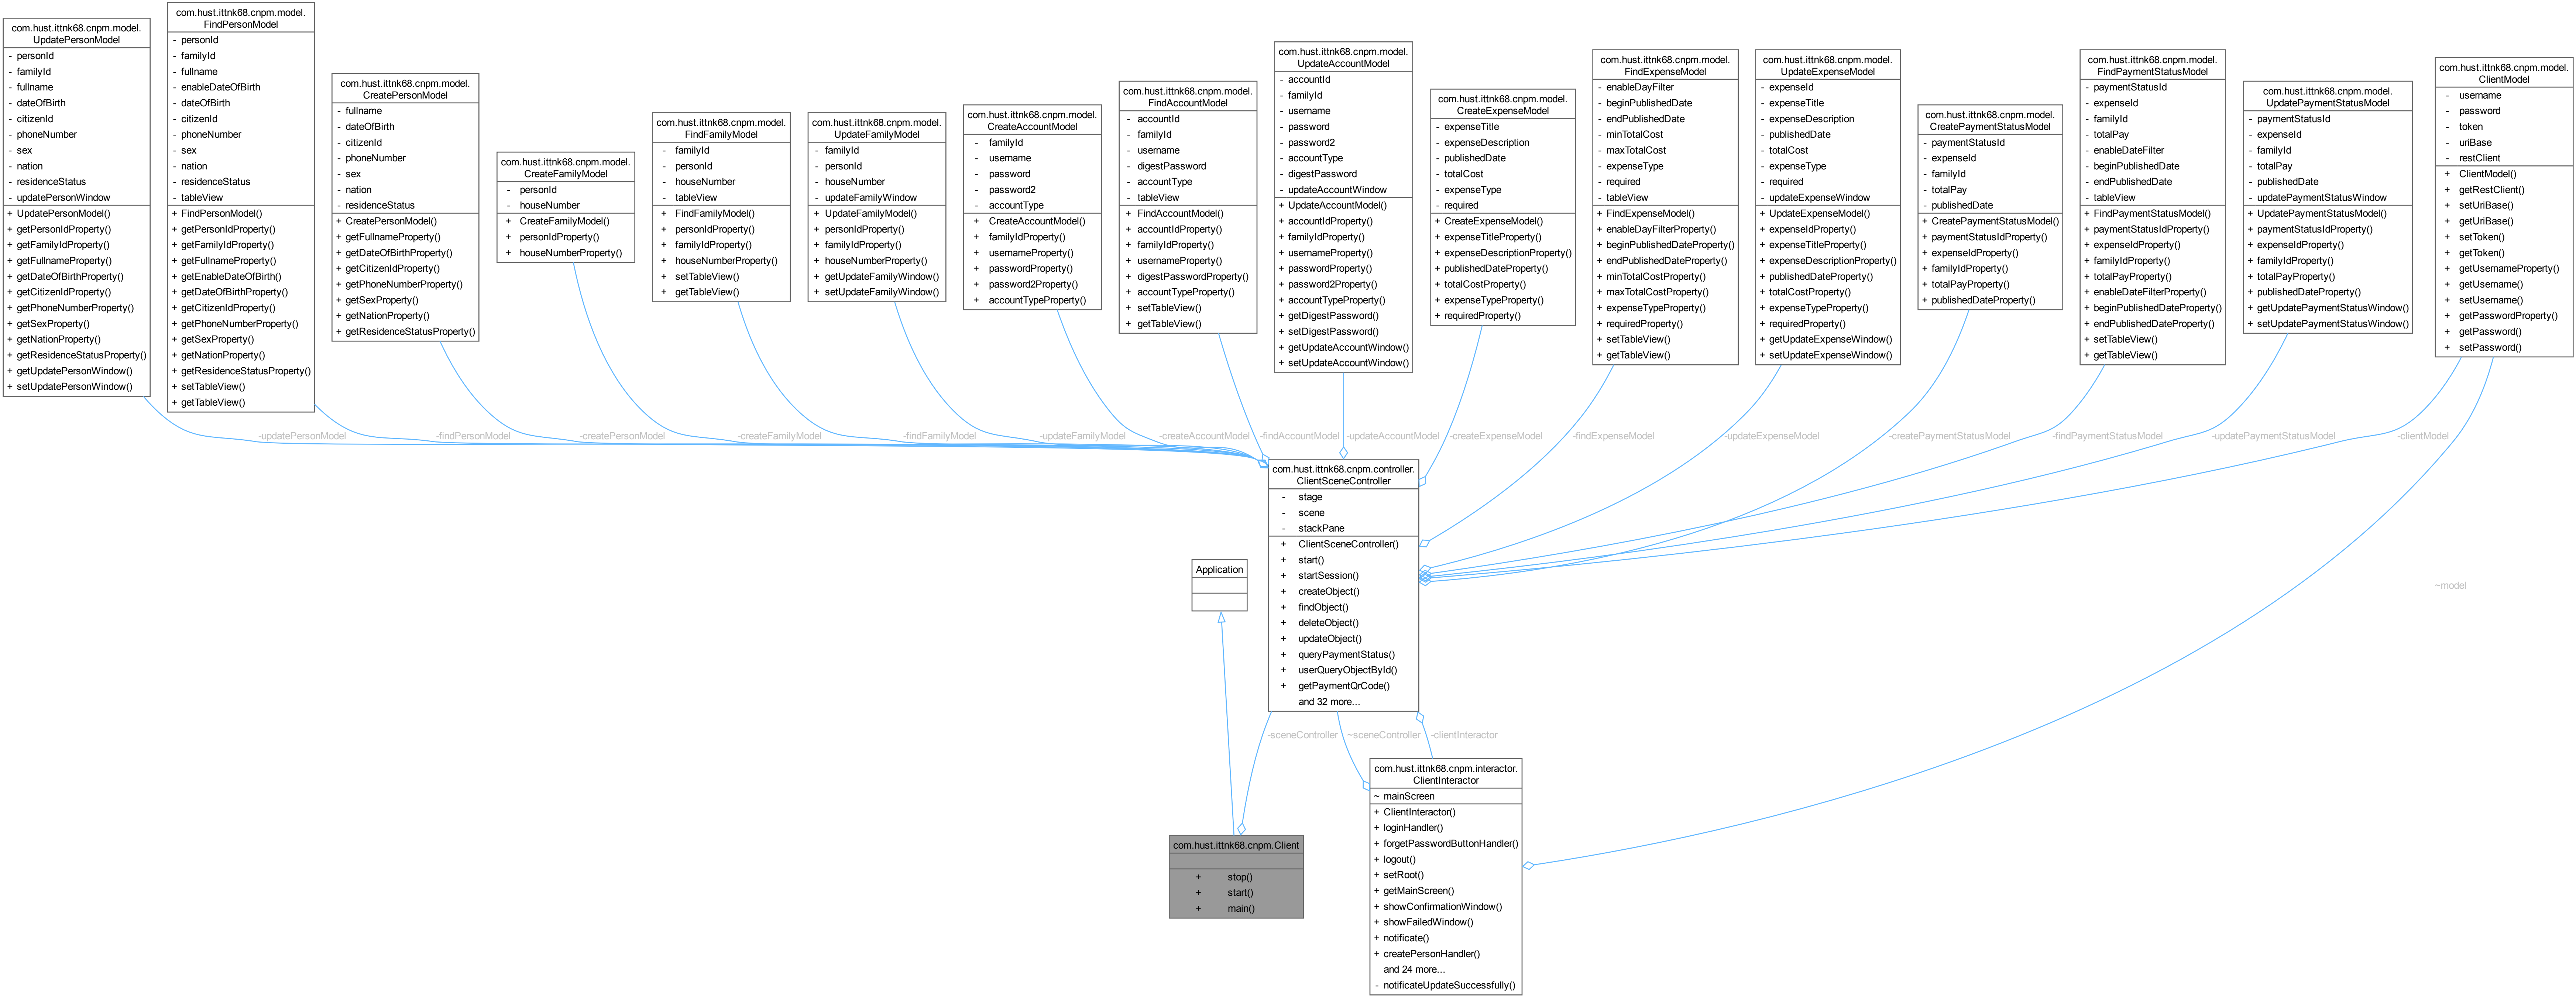 com.hust.ittnk68.cnpm.model.
UpdatePersonModel
- personId
- familyId
- fullname
- dateOfBirth
- citizenId
- phoneNumber
- sex
- nation
- residenceStatus
- updatePersonWindow
+ UpdatePersonModel()
+ getPersonIdProperty()
+ getFamilyIdProperty()
+ getFullnameProperty()
+ getDateOfBirthProperty()
+ getCitizenIdProperty()
+ getPhoneNumberProperty()
+ getSexProperty()
+ getNationProperty()
+ getResidenceStatusProperty()
+ getUpdatePersonWindow()
+ setUpdatePersonWindow()
com.hust.ittnk68.cnpm.model.
FindPersonModel
- personId
- familyId
- fullname
- enableDateOfBirth
- dateOfBirth
- citizenId
- phoneNumber
- sex
- nation
- residenceStatus
- tableView
+ FindPersonModel()
+ getPersonIdProperty()
+ getFamilyIdProperty()
+ getFullnameProperty()
+ getEnableDateOfBirth()
+ getDateOfBirthProperty()
+ getCitizenIdProperty()
+ getPhoneNumberProperty()
+ getSexProperty()
+ getNationProperty()
+ getResidenceStatusProperty()
+ setTableView()
+ getTableView()
com.hust.ittnk68.cnpm.model.
CreatePersonModel
- fullname
- dateOfBirth
- citizenId
- phoneNumber
- sex
- nation
- residenceStatus
+ CreatePersonModel()
+ getFullnameProperty()
+ getDateOfBirthProperty()
+ getCitizenIdProperty()
+ getPhoneNumberProperty()
+ getSexProperty()
+ getNationProperty()
+ getResidenceStatusProperty()
com.hust.ittnk68.cnpm.model.
CreateFamilyModel
- personId
- houseNumber
+ CreateFamilyModel()
+ personIdProperty()
+ houseNumberProperty()
com.hust.ittnk68.cnpm.model.
FindFamilyModel
- familyId
- personId
- houseNumber
- tableView
+ FindFamilyModel()
+ personIdProperty()
+ familyIdProperty()
+ houseNumberProperty()
+ setTableView()
+ getTableView()
com.hust.ittnk68.cnpm.model.
UpdateFamilyModel
- familyId
- personId
- houseNumber
- updateFamilyWindow
+ UpdateFamilyModel()
+ personIdProperty()
+ familyIdProperty()
+ houseNumberProperty()
+ getUpdateFamilyWindow()
+ setUpdateFamilyWindow()
com.hust.ittnk68.cnpm.model.
CreateAccountModel
- familyId
- username
- password
- password2
- accountType
+ CreateAccountModel()
+ familyIdProperty()
+ usernameProperty()
+ passwordProperty()
+ password2Property()
+ accountTypeProperty()
com.hust.ittnk68.cnpm.model.
FindAccountModel
- accountId
- familyId
- username
- digestPassword
- accountType
- tableView
+ FindAccountModel()
+ accountIdProperty()
+ familyIdProperty()
+ usernameProperty()
+ digestPasswordProperty()
+ accountTypeProperty()
+ setTableView()
+ getTableView()
com.hust.ittnk68.cnpm.model.
UpdateAccountModel
- accountId
- familyId
- username
- password
- password2
- accountType
- digestPassword
- updateAccountWindow
+ UpdateAccountModel()
+ accountIdProperty()
+ familyIdProperty()
+ usernameProperty()
+ passwordProperty()
+ password2Property()
+ accountTypeProperty()
+ getDigestPassword()
+ setDigestPassword()
+ getUpdateAccountWindow()
+ setUpdateAccountWindow()
com.hust.ittnk68.cnpm.model.
CreateExpenseModel
- expenseTitle
- expenseDescription
- publishedDate
- totalCost
- expenseType
- required
+ CreateExpenseModel()
+ expenseTitleProperty()
+ expenseDescriptionProperty()
+ publishedDateProperty()
+ totalCostProperty()
+ expenseTypeProperty()
+ requiredProperty()
com.hust.ittnk68.cnpm.model.
FindExpenseModel
- enableDayFilter
- beginPublishedDate
- endPublishedDate
- minTotalCost
- maxTotalCost
- expenseType
- required
- tableView
+ FindExpenseModel()
+ enableDayFilterProperty()
+ beginPublishedDateProperty()
+ endPublishedDateProperty()
+ minTotalCostProperty()
+ maxTotalCostProperty()
+ expenseTypeProperty()
+ requiredProperty()
+ setTableView()
+ getTableView()
com.hust.ittnk68.cnpm.model.
UpdateExpenseModel
- expenseId
- expenseTitle
- expenseDescription
- publishedDate
- totalCost
- expenseType
- required
- updateExpenseWindow
+ UpdateExpenseModel()
+ expenseIdProperty()
+ expenseTitleProperty()
+ expenseDescriptionProperty()
+ publishedDateProperty()
+ totalCostProperty()
+ expenseTypeProperty()
+ requiredProperty()
+ getUpdateExpenseWindow()
+ setUpdateExpenseWindow()
com.hust.ittnk68.cnpm.model.
CreatePaymentStatusModel
- paymentStatusId
- expenseId
- familyId
- totalPay
- publishedDate
+ CreatePaymentStatusModel()
+ paymentStatusIdProperty()
+ expenseIdProperty()
+ familyIdProperty()
+ totalPayProperty()
+ publishedDateProperty()
com.hust.ittnk68.cnpm.model.
FindPaymentStatusModel
- paymentStatusId
- expenseId
- familyId
- totalPay
- enableDateFilter
- beginPublishedDate
- endPublishedDate
- tableView
+ FindPaymentStatusModel()
+ paymentStatusIdProperty()
+ expenseIdProperty()
+ familyIdProperty()
+ totalPayProperty()
+ enableDateFilterProperty()
+ beginPublishedDateProperty()
+ endPublishedDateProperty()
+ setTableView()
+ getTableView()
com.hust.ittnk68.cnpm.model.
UpdatePaymentStatusModel
- paymentStatusId
- expenseId
- familyId
- totalPay
- publishedDate
- updatePaymentStatusWindow
+ UpdatePaymentStatusModel()
+ paymentStatusIdProperty()
+ expenseIdProperty()
+ familyIdProperty()
+ totalPayProperty()
+ publishedDateProperty()
+ getUpdatePaymentStatusWindow()
+ setUpdatePaymentStatusWindow()
com.hust.ittnk68.cnpm.model.
ClientModel
- username
- password
- token
- uriBase
- restClient
+ ClientModel()
+ getRestClient()
+ setUriBase()
+ getUriBase()
+ setToken()
+ getToken()
+ getUsernameProperty()
+ getUsername()
+ setUsername()
+ getPasswordProperty()
+ getPassword()
+ setPassword()
-updatePersonModel
-findPersonModel
-createPersonModel
-createFamilyModel
-findFamilyModel
-updateFamilyModel
-createAccountModel
-findAccountModel
-updateAccountModel
-createExpenseModel
-findExpenseModel
-updateExpenseModel
-createPaymentStatusModel
-findPaymentStatusModel
-updatePaymentStatusModel
-clientModel
com.hust.ittnk68.cnpm.controller.
ClientSceneController
- stage
- scene
- stackPane
+ ClientSceneController()
+ start()
+ startSession()
+ createObject()
+ findObject()
+ deleteObject()
+ updateObject()
+ queryPaymentStatus()
+ userQueryObjectById()
+ getPaymentQrCode()
and 32 more...
Application
~model
-sceneController
~sceneController
-clientInteractor
com.hust.ittnk68.cnpm.interactor.
ClientInteractor
~ mainScreen
+ ClientInteractor()
+ loginHandler()
+ forgetPasswordButtonHandler()
+ logout()
+ setRoot()
+ getMainScreen()
+ showConfirmationWindow()
+ showFailedWindow()
+ notificate()
+ createPersonHandler()
and 24 more...
- notificateUpdateSuccessfully()
com.hust.ittnk68.cnpm.Client
+ stop()
+ start()
+ main()